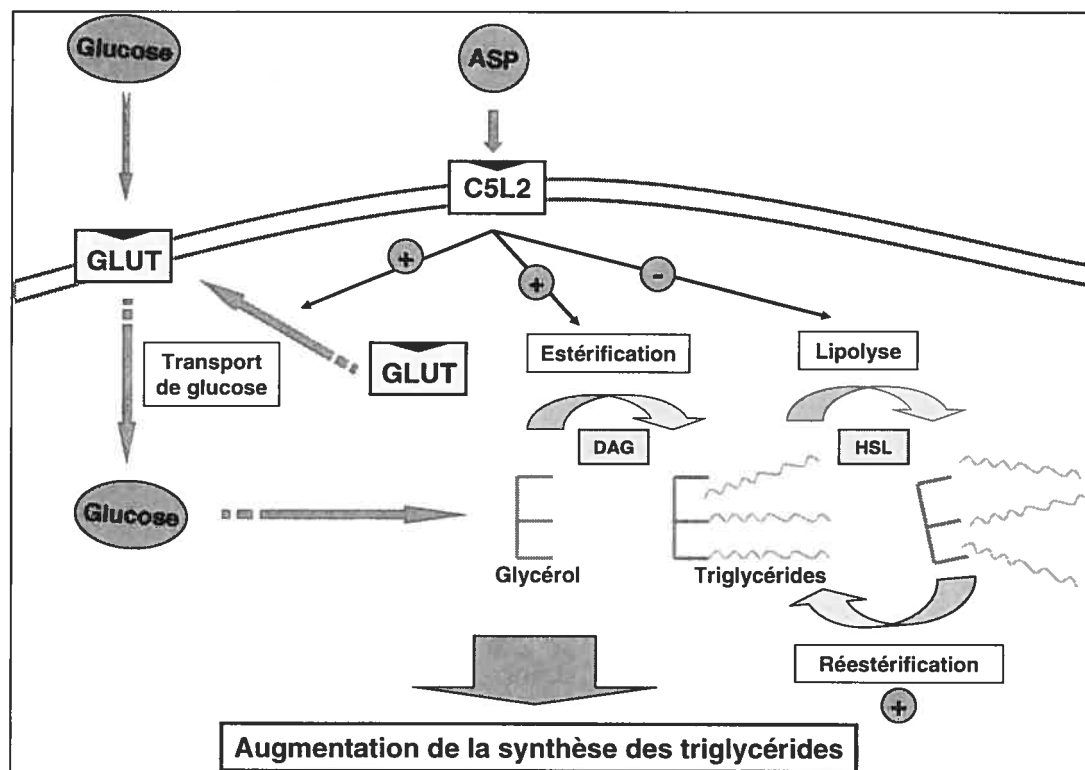 Glucose
ASP
C5L2
GLUT
+
+
-
Transport
de glucose
GLUT
Estérification
Lipolyse
DAG
HSL
Glucose
Glycérol
Triglycérides
Réestérification
+
Augmentation de la synthèse des triglycérides